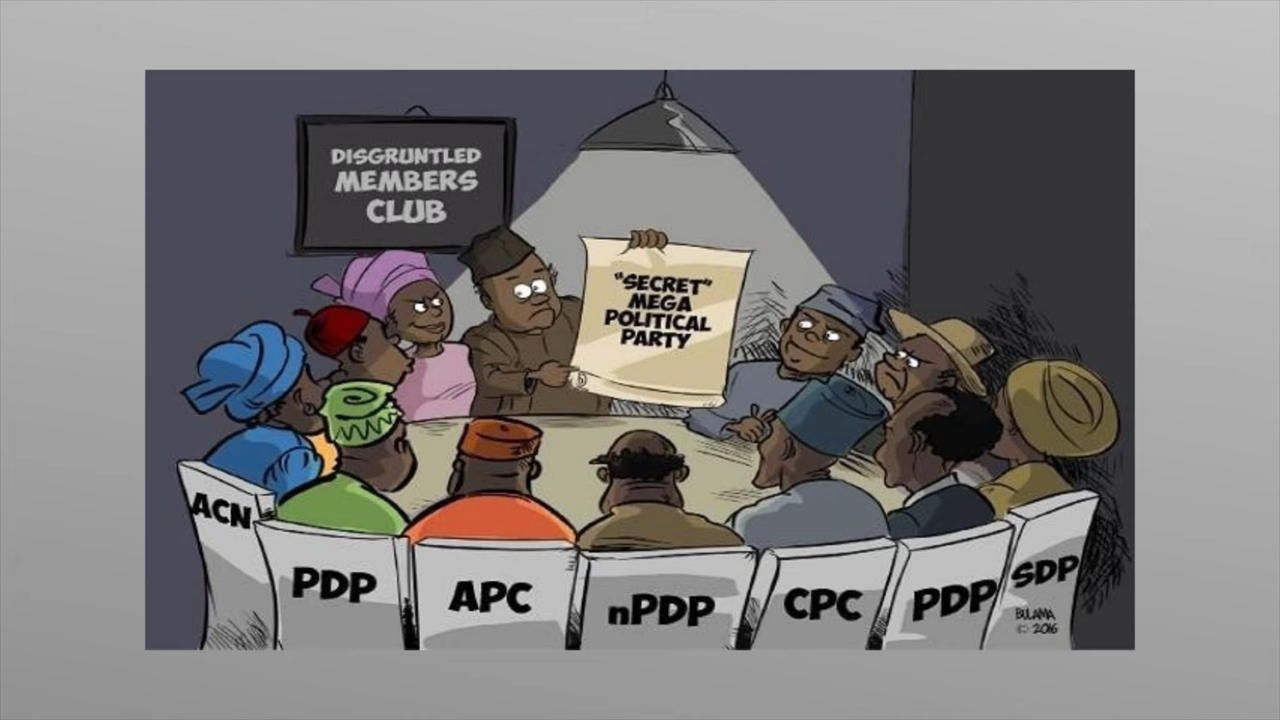 DISGRUNTLED
MEMBERS
CLUB
"SECRET"
MEGA
POLITICAL
PARTY
ACN
PDP
APC
nPDP
CPC
PDP
SDP
BULAMA
© 2016